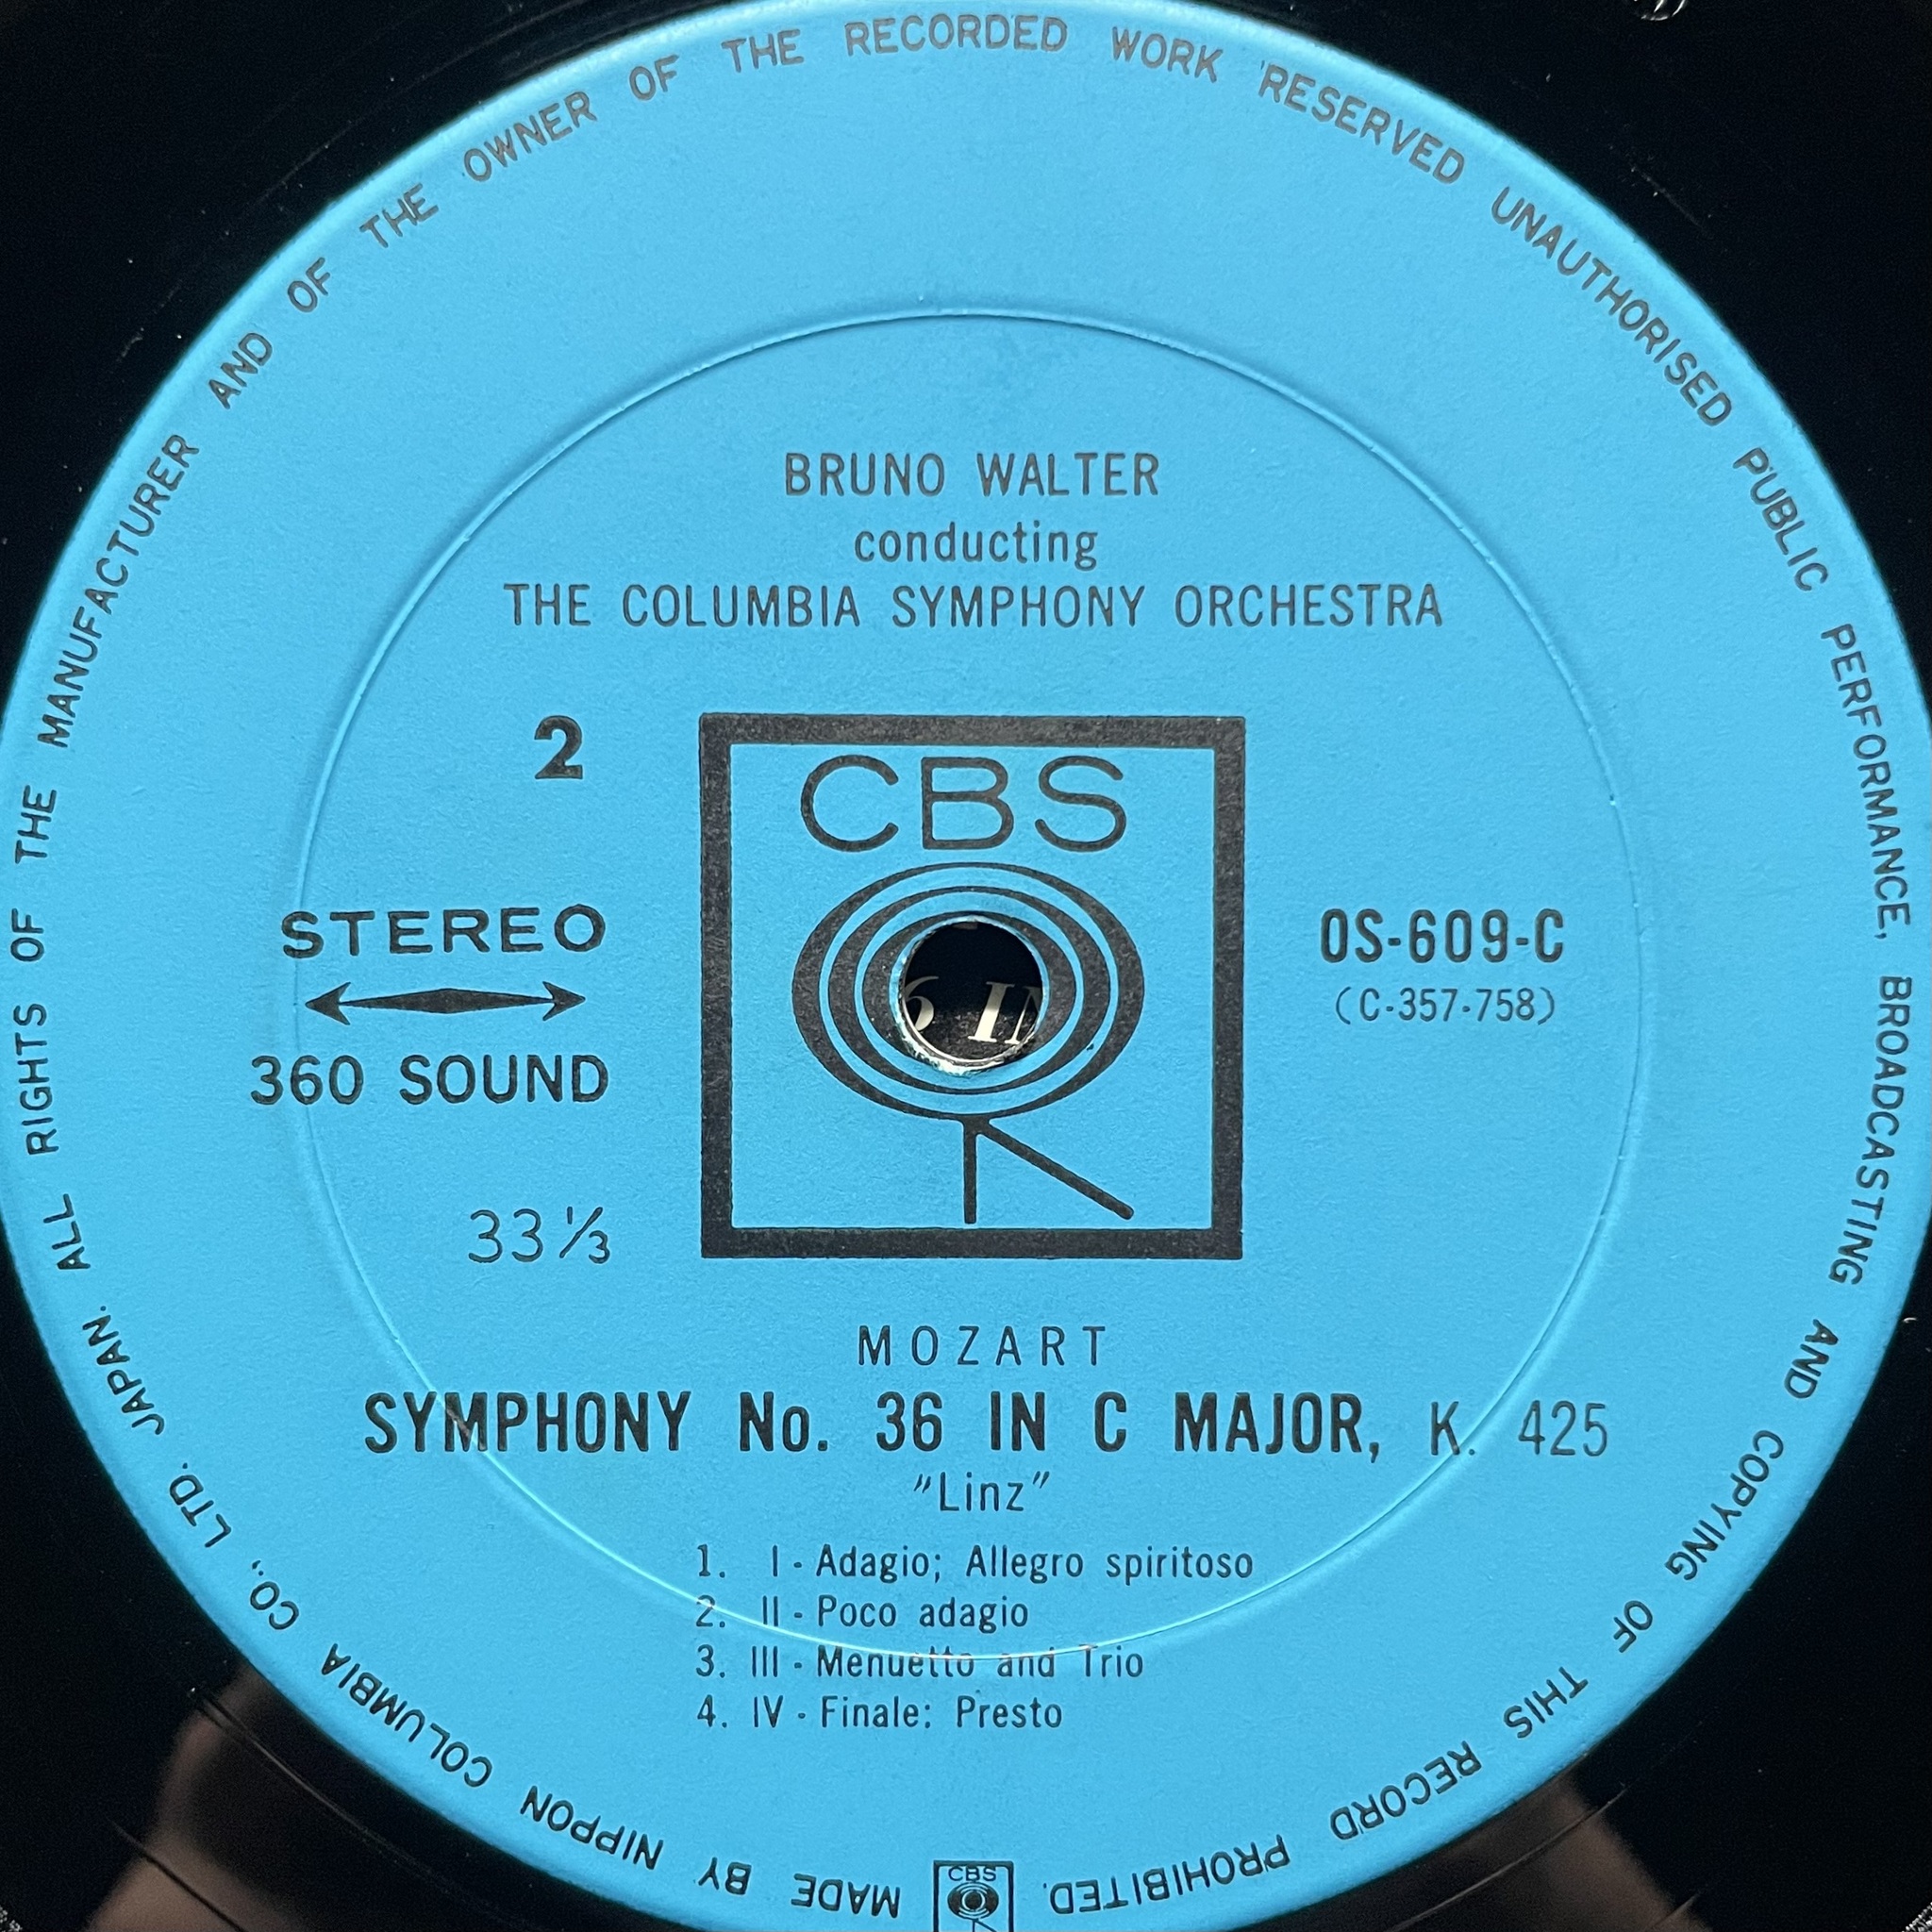 MADE BY NIPPON COLUMBIA CO., LTD. JAPAN. ALL RIGHTS OF THE MANUFACTURER AND OF THE OWNER OF THE RECORDED WORK RESERVED UNAUTHORISED PUBLIC PERFORMANCE, BROADCASTING AND COPYING OF THIS RECORD PROHIBITED.
BRUNO WALTER
conducting
THE COLUMBIA SYMPHONY ORCHESTRA
2
CBS
STEREO
360 SOUND
33⅓
OS-609-C
(C-357-758)
6 IN
MOZART
SYMPHONY No. 36 IN C MAJOR, K. 425
"Linz"
1. I - Adagio; Allegro spiritoso
2. II - Poco adagio
3. III - Menuetto and Trio
4. IV - Finale: Presto
CBS